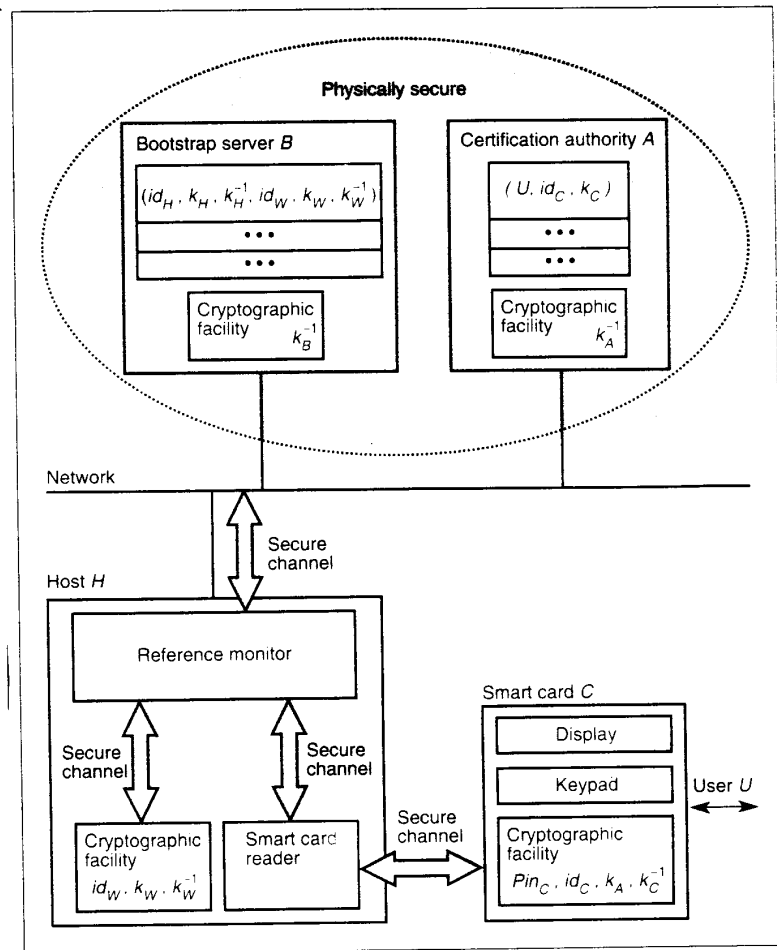 Physically secure
Bootstrap server B
(id_H, k_H, k_H^{-1}, id_W, k_W, k_W^{-1})
•••
•••
Cryptographic
facility
k_B^{-1}
Certification authority A
(U, id_C, k_C)
•••
•••
Cryptographic
facility
k_A^{-1}
Network
Secure
channel
Host H
Reference monitor
Secure
channel
Secure
channel
Cryptographic
facility
id_W, k_W, k_W^{-1}
Smart card
reader
Secure
channel
Smart card C
Display
Keypad
Cryptographic
facility
Pin_C, id_C, k_A, k_C^{-1}
User U